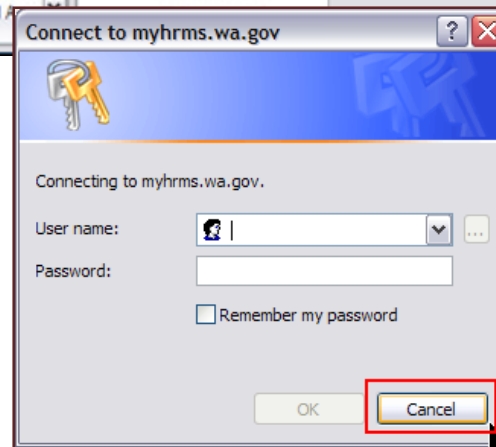 Connect to myhrms.wa.gov
?
Connecting to myhrms.wa.gov.
User name:
...
Password:
Remember my password
OK
Cancel